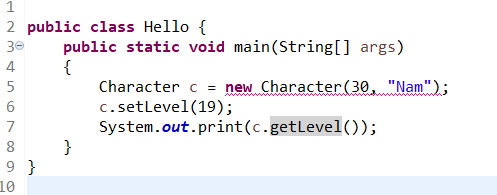 1
2 public class Hello {
3 public static void main(String[] args)
4 {
5 Character c = new Character(30, "Nam");
6 c.setLevel(19);
7 System.out.print(c.getLevel());
8 }
9 }
10